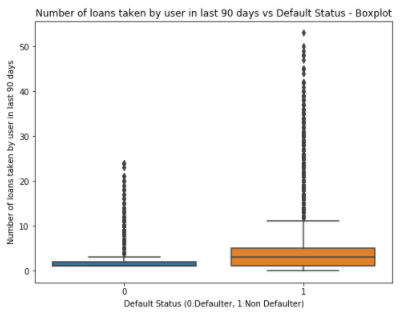 Number of loans taken by user in last 90 days vs Default Status - Boxplot
Number of loans taken by user in last 90 days
50
40
30
20
10
0
0
1
Default Status (0:Defaulter, 1:Non Defaulter)